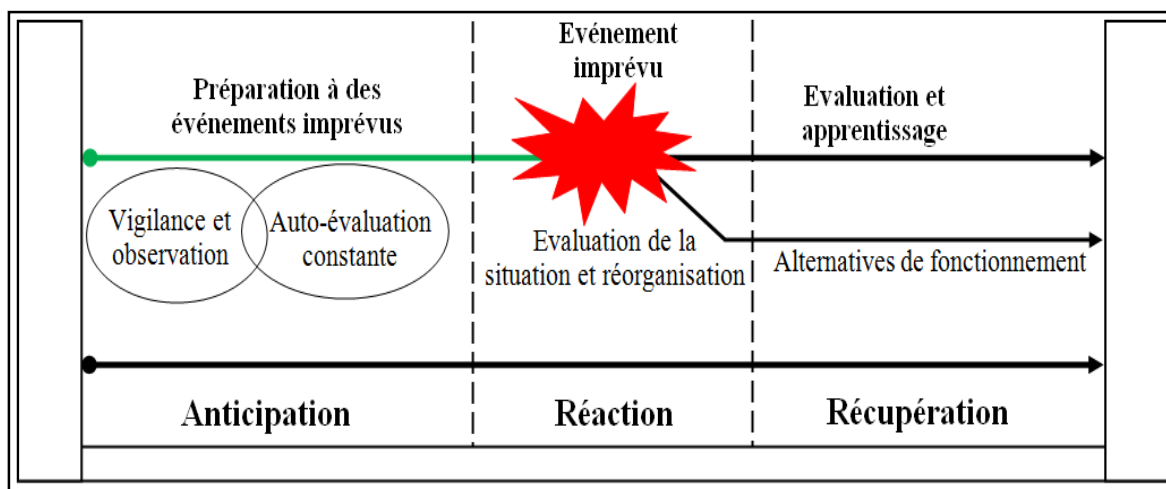 Préparation à des
événements imprévus
Vigilance et
observation
Auto-évaluation
constante
Evénement
imprévu
Evaluation de la
situation et réorganisation
Evaluation et
apprentissage
Alternatives de fonctionnement
Anticipation
Réaction
Récupération